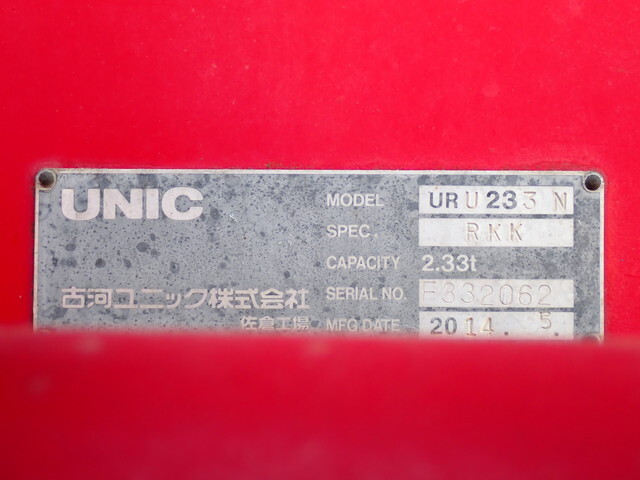 UNIC
MODEL URU233N
SPEC. RKK
CAPACITY 2.33t
古河ユニック株式会社 SERIAL NO. E332062
佐倉工場 MFG DATE 2014. 5.